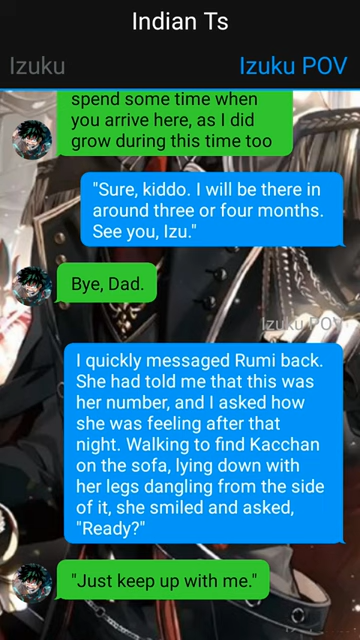 Indian Ts
Izuku
Izuku POV
spend some time when
you arrive here, as I did
grow during this time too
"Sure, kiddo. I will be there in
around three or four months.
See you, Izu."
Bye, Dad.
Izuku POV
I quickly messaged Rumi back.
She had told me that this was
her number, and I asked how
she was feeling after that
night. Walking to find Kacchan
on the sofa, lying down with
her legs dangling from the side
of it, she smiled and asked,
"Ready?"
"Just keep up with me."